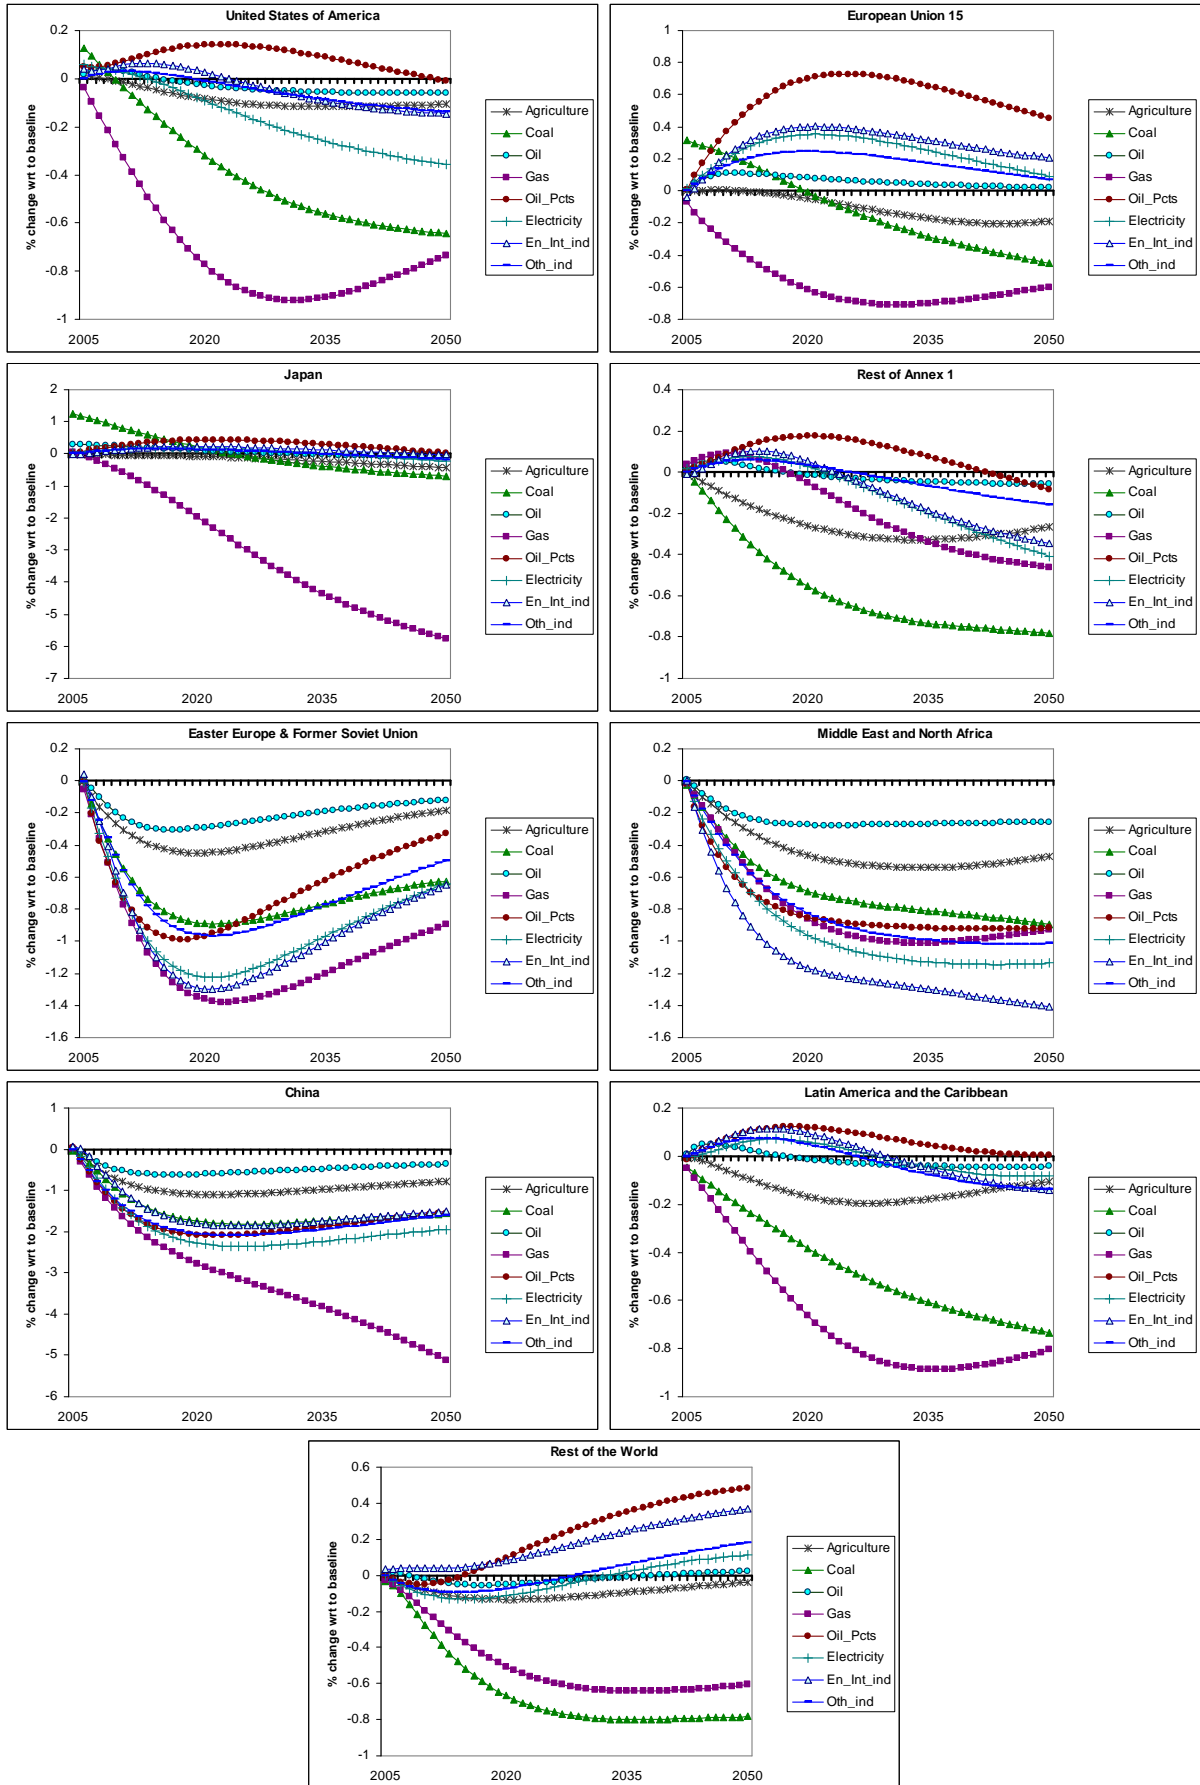 United States of America
% change wrt to baseline
0.2
0
-0.2
-0.4
-0.6
-0.8
-1
2005 2020 2035 2050
Agriculture
Coal
Oil
Gas
Oil_Pcts
Electricity
En_Int_ind
Oth_ind
European Union 15
% change wrt to baseline
1
0.8
0.6
0.4
0.2
0
-0.2
-0.4
-0.6
-0.8
2005 2020 2035 2050
Agriculture
Coal
Oil
Gas
Oil_Pcts
Electricity
En_Int_ind
Oth_ind
Japan
% change wrt to baseline
2
1
0
-1
-2
-3
-4
-5
-6
-7
2005 2020 2035 2050
Agriculture
Coal
Oil
Gas
Oil_Pcts
Electricity
En_Int_ind
Oth_ind
Rest of Annex 1
% change wrt to baseline
0.4
0.2
0
-0.2
-0.4
-0.6
-0.8
-1
2005 2020 2035 2050
Agriculture
Coal
Oil
Gas
Oil_Pcts
Electricity
En_Int_ind
Oth_ind
Easter Europe & Former Soviet Union
% change wrt to baseline
0.2
0
-0.2
-0.4
-0.6
-0.8
-1
-1.2
-1.4
-1.6
2005 2020 2035 2050
Agriculture
Coal
Oil
Gas
Oil_Pcts
Electricity
En_Int_ind
Oth_ind
Middle East and North Africa
% change wrt to baseline
0.2
0
-0.2
-0.4
-0.6
-0.8
-1
-1.2
-1.4
-1.6
2005 2020 2035 2050
Agriculture
Coal
Oil
Gas
Oil_Pcts
Electricity
En_Int_ind
Oth_ind
China
% change wrt to baseline
1
0
-1
-2
-3
-4
-5
-6
2005 2020 2035 2050
Agriculture
Coal
Oil
Gas
Oil_Pcts
Electricity
En_Int_ind
Oth_ind
Latin America and the Caribbean
% change wrt to baseline
0.2
0
-0.2
-0.4
-0.6
-0.8
-1
2005 2020 2035 2050
Agriculture
Coal
Oil
Gas
Oil_Pcts
Electricity
En_Int_ind
Oth_ind
Rest of the World
% change wrt to baseline
0.6
0.4
0.2
0
-0.2
-0.4
-0.6
-0.8
-1
2005 2020 2035 2050
Agriculture
Coal
Oil
Gas
Oil_Pcts
Electricity
En_Int_ind
Oth_ind